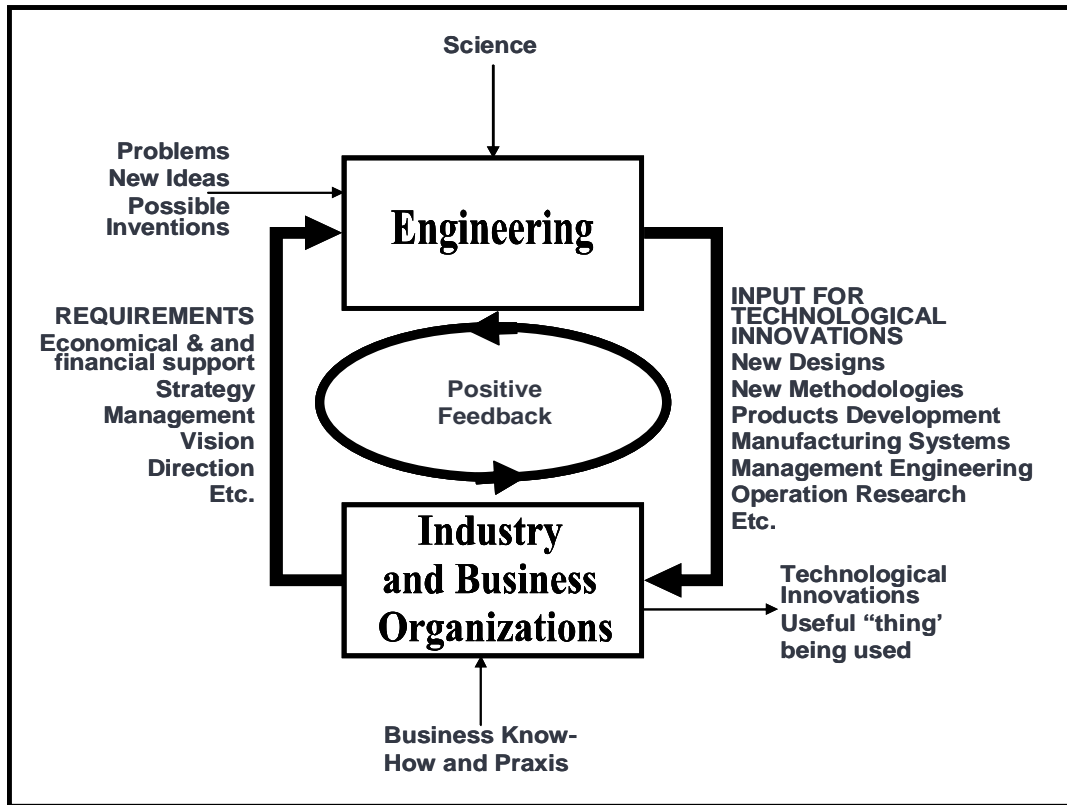 Science
Problems
New Ideas
Possible
Inventions
Engineering
REQUIREMENTS
Economical & and
financial support
Strategy
Management
Vision
Direction
Etc.
Positive
Feedback
INPUT FOR
TECHNOLOGICAL
INNOVATIONS
New Designs
New Methodologies
Products Development
Manufacturing Systems
Management Engineering
Operation Research
Etc.
Industry
and Business
Organizations
Technological
Innovations
Useful “thing’
being used
Business Know-
How and Praxis